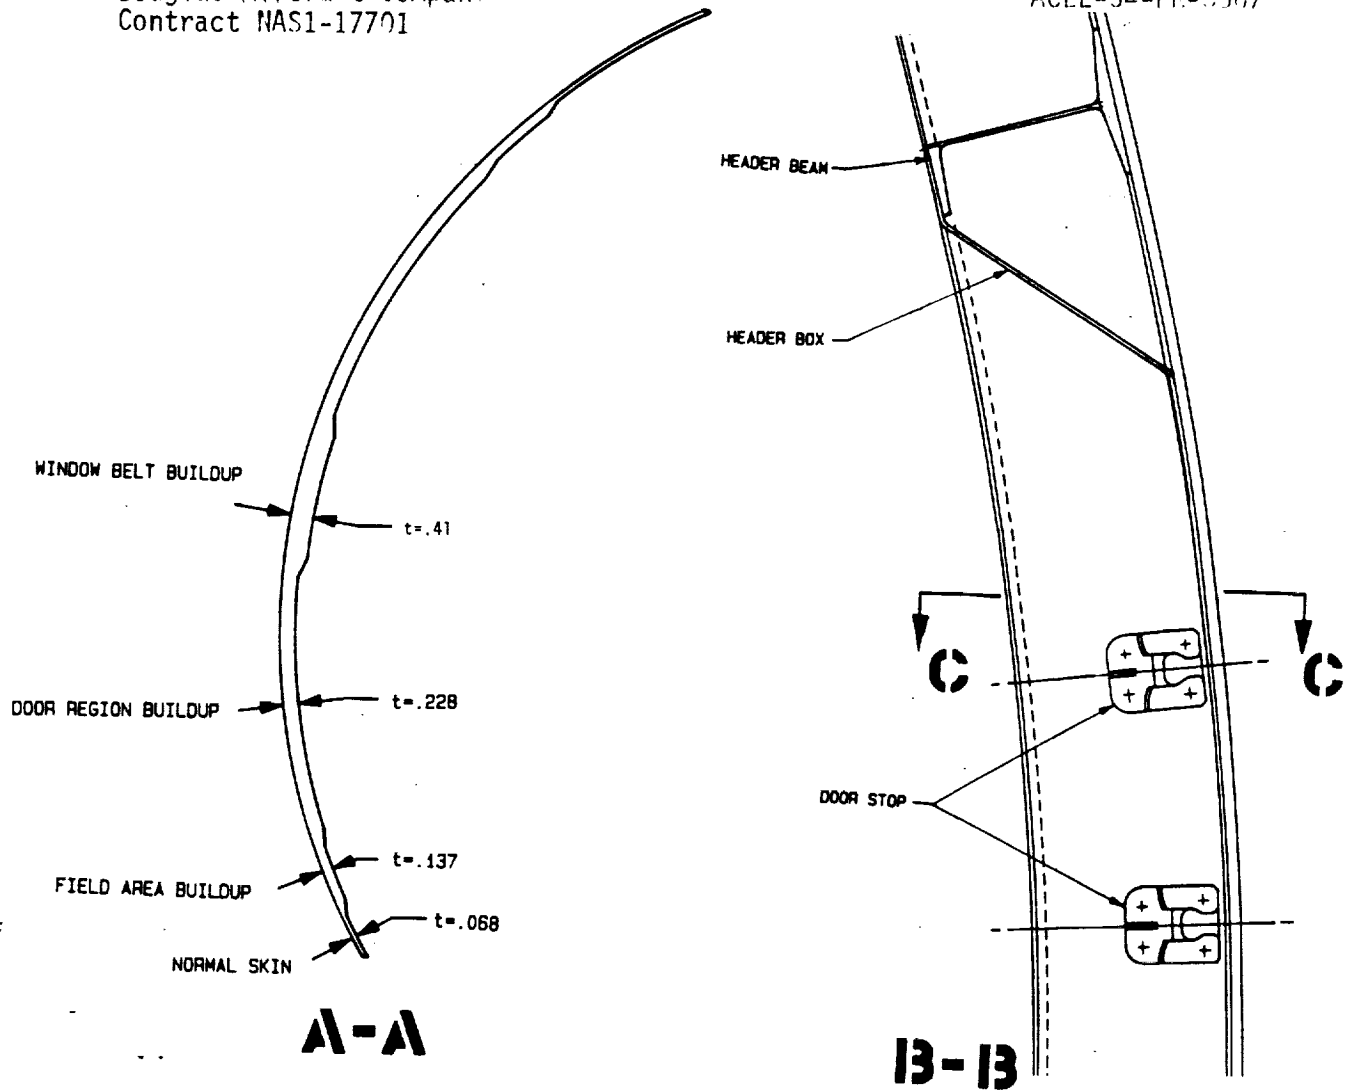 Contract NAS1-17701
HEADER BEAM
HEADER BOX
WINDOW BELT BUILDUP
t=.41
C
C
DOOR REGION BUILDUP
t=.228
DOOR STOP
t=.137
FIELD AREA BUILDUP
t=.068
NORMAL SKIN
A-A
B-B